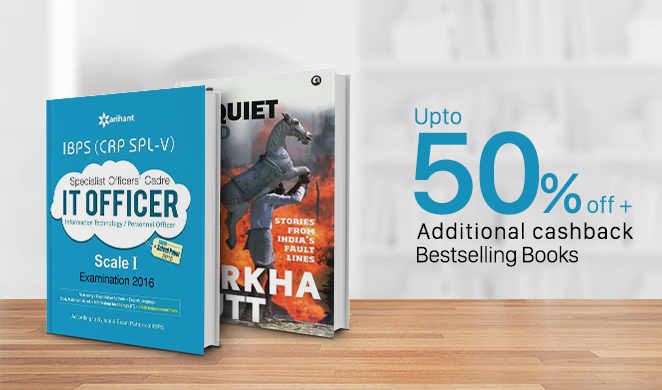 arihant
IBPS (CRP SPL-V)
Specialist Officers' Cadre
IT OFFICER
Information Technology / Personnel Officer
Scale I
Examination 2016
QUIET
STORIES
FROM
INDIA'S
FAULT
LINES
RKHA
UTT
Upto
50% off +
Additional cashback
Bestselling Books